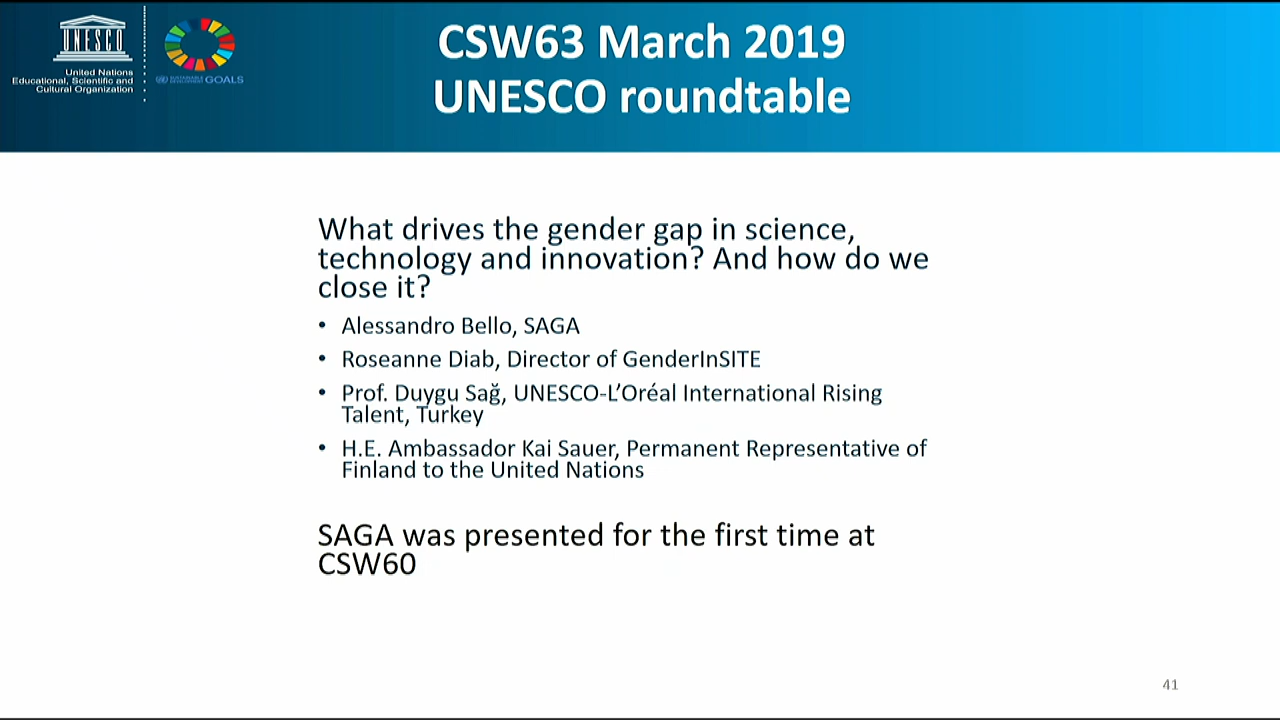 CSW63 March 2019
UNESCO roundtable
UNESCO
United Nations
Educational, Scientific and
Cultural Organization
SUSTAINABLE
DEVELOPMENT GOALS
What drives the gender gap in science,
technology and innovation? And how do we
close it?
• Alessandro Bello, SAGA
• Roseanne Diab, Director of GenderInSITE
• Prof. Duygu Sağ, UNESCO-L’Oréal International Rising
Talent, Turkey
• H.E. Ambassador Kai Sauer, Permanent Representative of
Finland to the United Nations
SAGA was presented for the first time at
CSW60
41